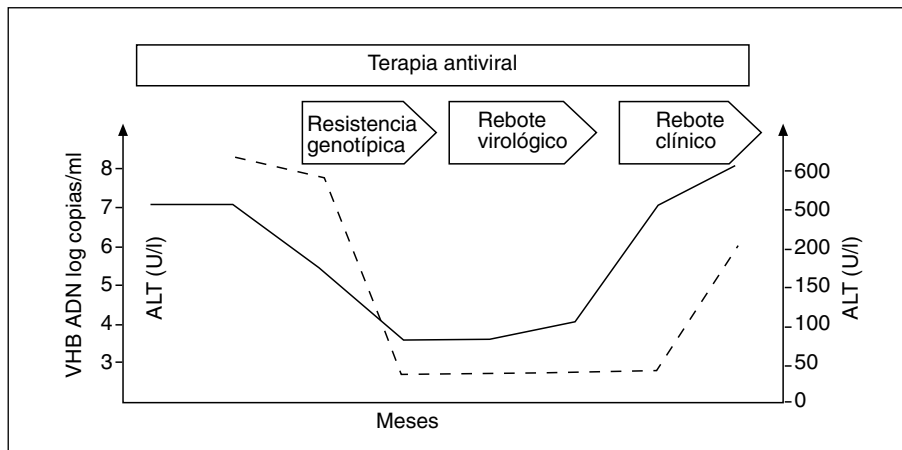 Terapia antiviral
Resistencia
genotípica
Rebote
virológico
Rebote
clínico
VHB ADN log copias/ml
8
7
6
5
4
3
ALT (U/l)
600
500
200
150
100
50
0
ALT (U/l)
Meses